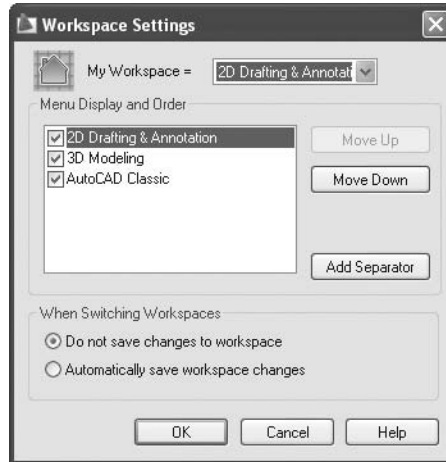 Workspace Settings
My Workspace = 2D Drafting & Annotati
Menu Display and Order
2D Drafting & Annotation
3D Modeling
AutoCAD Classic
Move Up
Move Down
Add Separator
When Switching Workspaces
Do not save changes to workspace
Automatically save workspace changes
OK Cancel Help